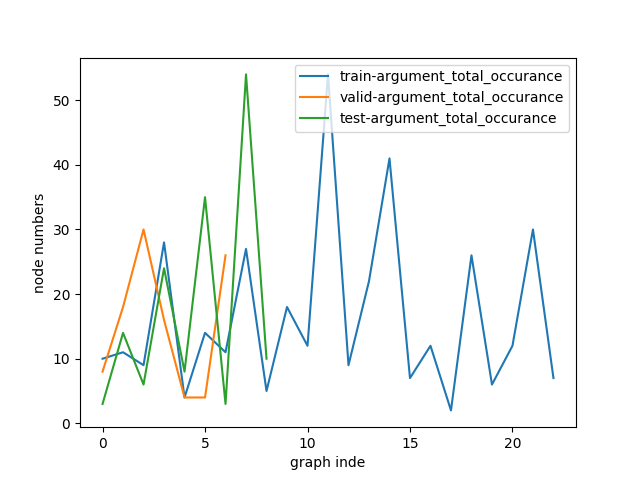 train-argument_total_occurance
valid-argument_total_occurance
test-argument_total_occurance
node numbers
50
40
30
20
10
0
0 5 10 15 20
graph inde